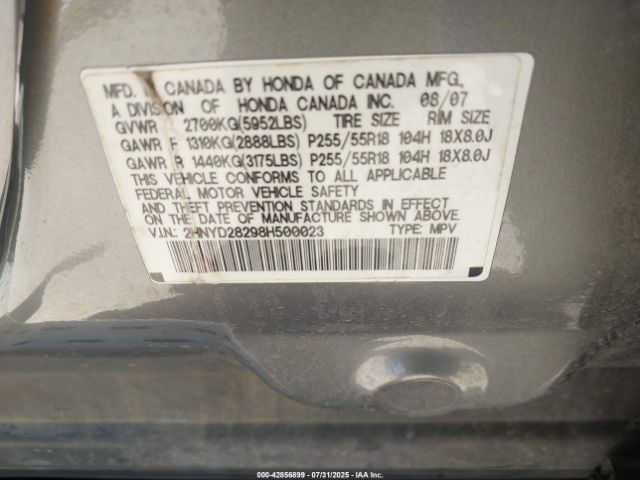 MFD. IN CANADA BY HONDA OF CANADA MFG.,
A DIVISION OF HONDA CANADA INC. 08/07
GVWR 2700KG(5952LBS) TIRE SIZE RIM SIZE
GAWR F 1310KG(2888LBS) P255/55R18 104H 18X8.0J
GAWR R 1440KG(3175LBS) P255/55R18 104H 18X8.0J
THIS VEHICLE CONFORMS TO ALL APPLICABLE
FEDERAL MOTOR VEHICLE SAFETY
AND THEFT PREVENTION STANDARDS IN EFFECT
ON THE DATE OF MANUFACTURE SHOWN ABOVE.
V.I.N.: 2HNYD28298H500023 TYPE: MPV
000-42856899 | 07/31/2025 | IAA Inc.